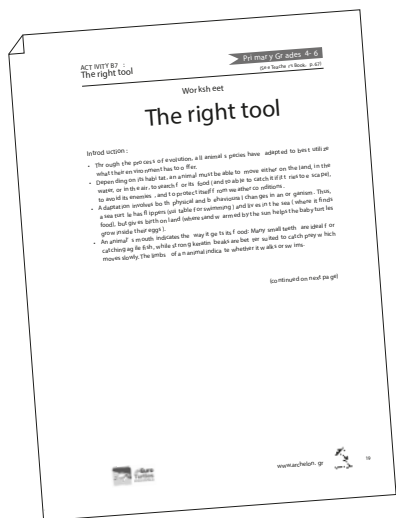 ACTIVITY B7 :
The right tool
Primary Grades 4-6
(See Teacher's Book: p. 62)
Worksheet
The right tool
Introduction:
• Through the process of evolution, all animal species have adapted to best utilize
what their environment has to offer.
• Depending on its habitat, an animal must be able to move either on the land, in the
water, or in the air, to search for its food (and so able to catch it if it tries to escape),
to avoid its enemies, and to protect itself from weather conditions.
• Adaptation involves both physical and behavioural changes in an organism. Thus,
a sea turtle has flippers (suitable for swimming) and lives in the sea (where it finds
food), but gives birth on land (where sand warmed by the sun helps the baby turtles
grow inside their eggs).
• An animal's mouth indicates the way it gets its food: Many small teeth are ideal for
catching agile fish, while strong keratin beaks are better suited to catch prey which
moves slowly. The limbs of an animal indicate whether it walks or swims.
(continued on next page)
www.archelon.gr